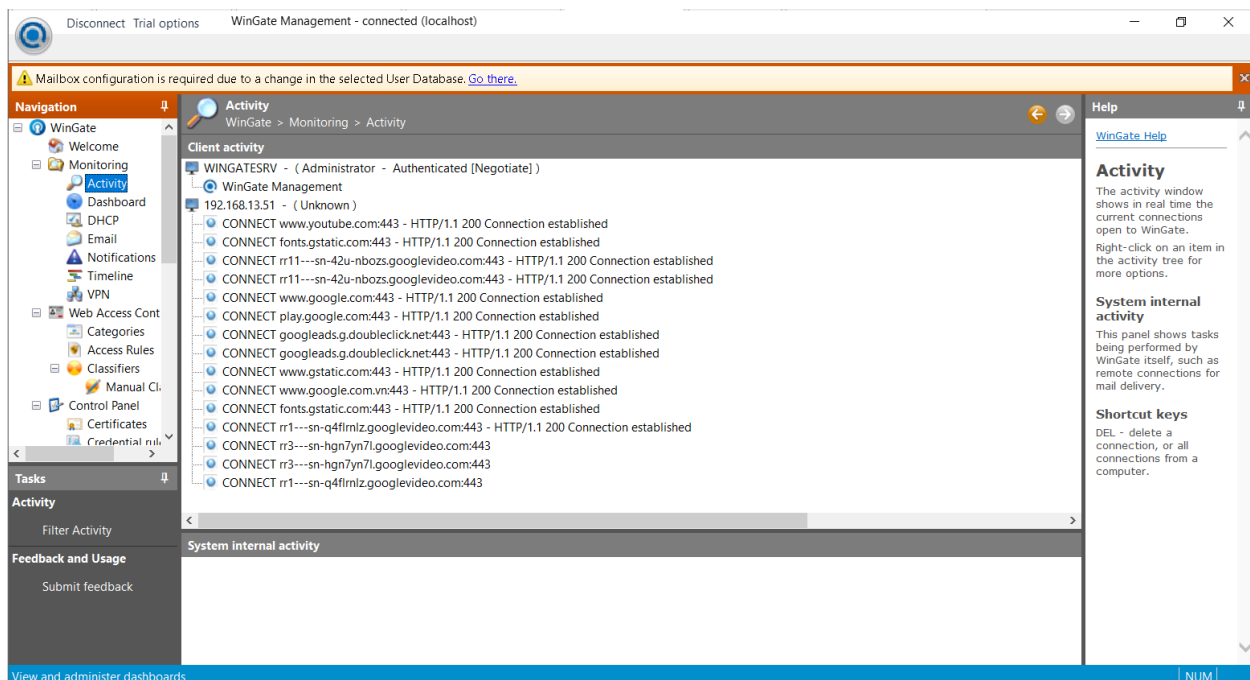 Disconnect Trial options WinGate Management - connected (localhost)
Mailbox configuration is required due to a change in the selected User Database. Go there.
Navigation
WinGate
Welcome
Monitoring
Activity
Dashboard
DHCP
Email
Notifications
Timeline
VPN
Web Access Cont
Categories
Access Rules
Classifiers
Manual Cl
Control Panel
Certificates
Credential rul
Tasks
Activity
Filter Activity
Feedback and Usage
Submit feedback
Activity
WinGate > Monitoring > Activity
Client activity
WINGATESRV - ( Administrator - Authenticated [Negotiate] )
WinGate Management
192.168.13.51 - ( Unknown )
CONNECT www.youtube.com:443 - HTTP/1.1 200 Connection established
CONNECT fonts.gstatic.com:443 - HTTP/1.1 200 Connection established
CONNECT rr11---sn-42u-nbozs.googlevideo.com:443 - HTTP/1.1 200 Connection established
CONNECT rr11---sn-42u-nbozs.googlevideo.com:443 - HTTP/1.1 200 Connection established
CONNECT www.google.com:443 - HTTP/1.1 200 Connection established
CONNECT play.google.com:443 - HTTP/1.1 200 Connection established
CONNECT googleads.g.doubleclick.net:443 - HTTP/1.1 200 Connection established
CONNECT googleads.g.doubleclick.net:443 - HTTP/1.1 200 Connection established
CONNECT www.gstatic.com:443 - HTTP/1.1 200 Connection established
CONNECT www.google.com.vn:443 - HTTP/1.1 200 Connection established
CONNECT fonts.gstatic.com:443 - HTTP/1.1 200 Connection established
CONNECT rr1---sn-q4flrnlz.googlevideo.com:443 - HTTP/1.1 200 Connection established
CONNECT rr3---sn-hgn7yn7l.googlevideo.com:443
CONNECT rr3---sn-hgn7yn7l.googlevideo.com:443
CONNECT rr1---sn-q4flrnlz.googlevideo.com:443
System internal activity
Help
WinGate Help
Activity
The activity window
shows in real time the
current connections
open to WinGate.
Right-click on an item in
the activity tree for
more options.
System internal
activity
This panel shows tasks
being performed by
WinGate itself, such as
remote connections for
mail delivery.
Shortcut keys
DEL - delete a
connection, or all
connections from a
computer.
View and administer dashboards
NUM